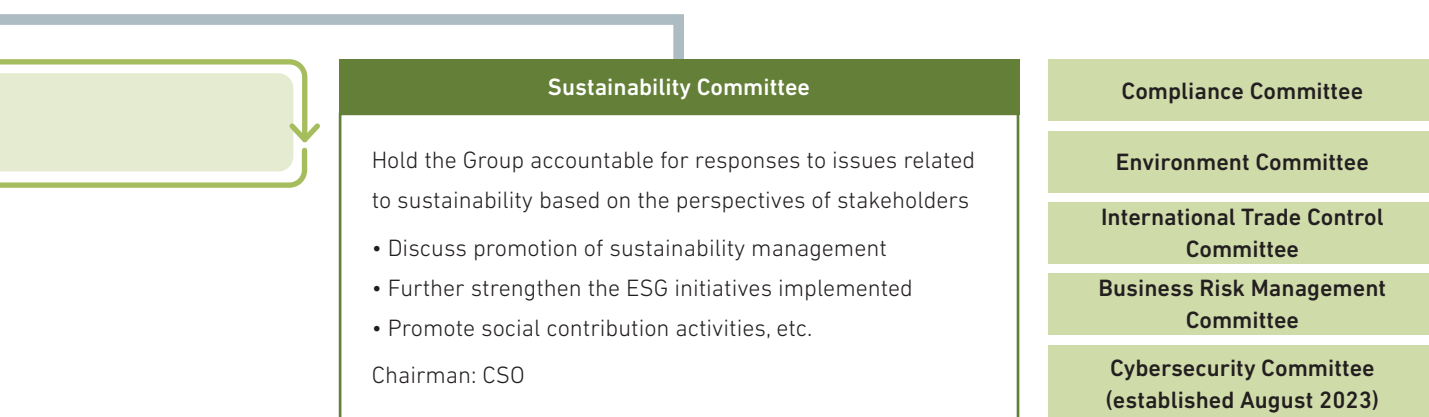 Sustainability Committee
Hold the Group accountable for responses to issues related
to sustainability based on the perspectives of stakeholders
• Discuss promotion of sustainability management
• Further strengthen the ESG initiatives implemented
• Promote social contribution activities, etc.
Chairman: CSO
Compliance Committee
Environment Committee
International Trade Control
Committee
Business Risk Management
Committee
Cybersecurity Committee
(established August 2023)